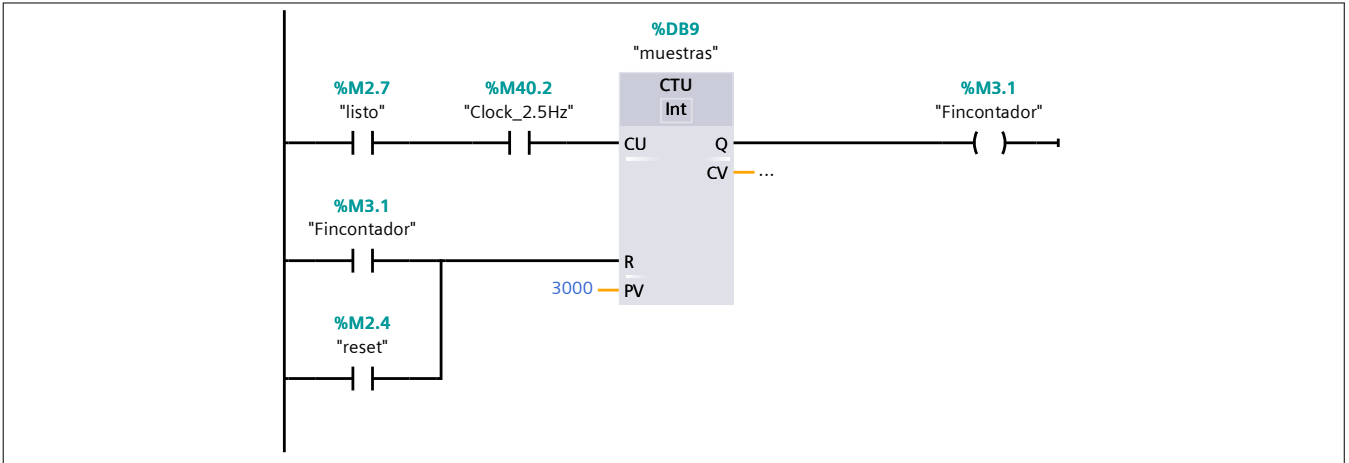 %DB9
"muestras"
%M2.7
"listo"
%M40.2
"Clock_2.5Hz"
CTU
Int
%M3.1
"Fincontador"
CU
Q
CV
...
%M3.1
"Fincontador"
R
3000
PV
%M2.4
"reset"